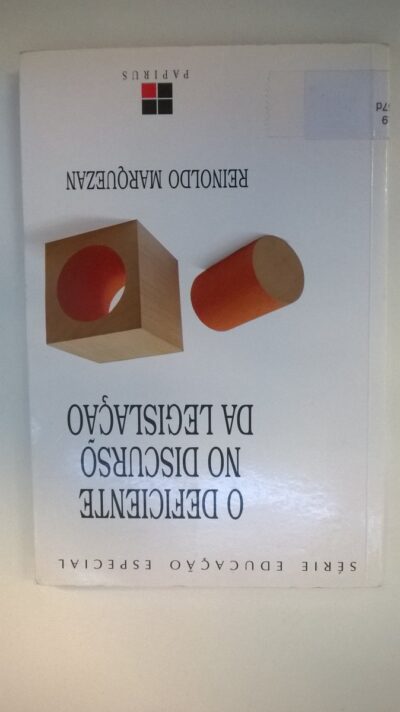 SÉRIE EDUCAÇÃO ESPECIAL
O DEFICIENTE
NO DISCURSO
DA LEGISLAÇÃO
REINOLDO MARQUEZAN
PAPIRUS